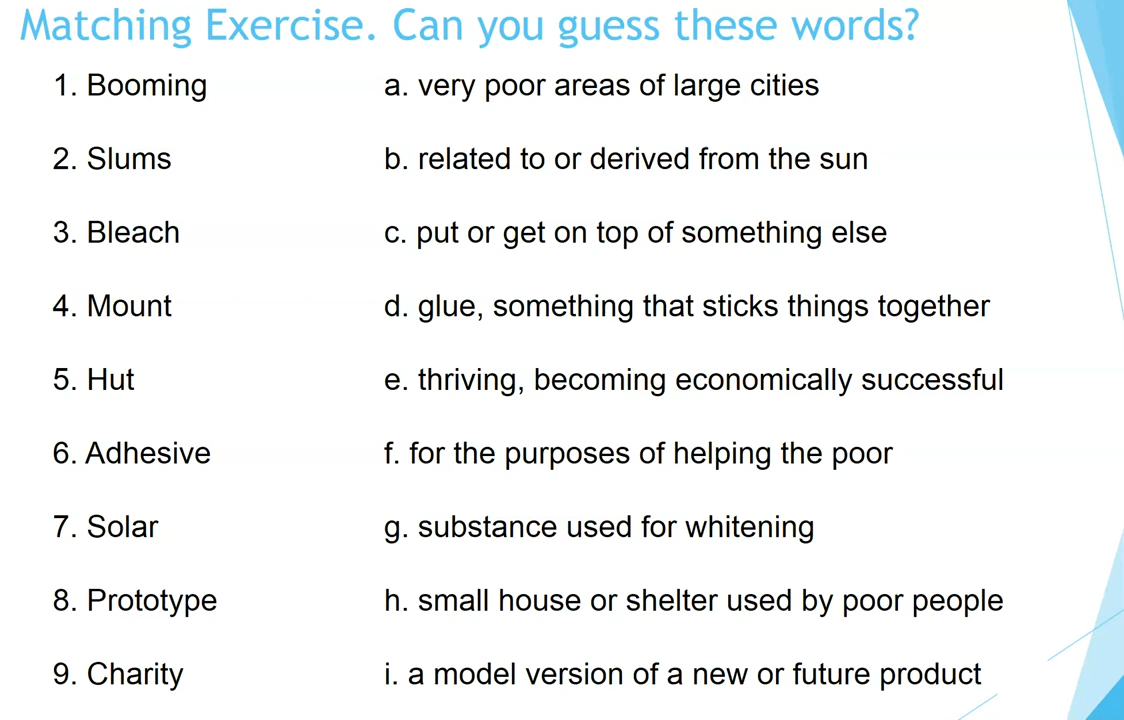 Matching Exercise. Can you guess these words?
1. Booming a. very poor areas of large cities
2. Slums b. related to or derived from the sun
3. Bleach c. put or get on top of something else
4. Mount d. glue, something that sticks things together
5. Hut e. thriving, becoming economically successful
6. Adhesive f. for the purposes of helping the poor
7. Solar g. substance used for whitening
8. Prototype h. small house or shelter used by poor people
9. Charity i. a model version of a new or future product